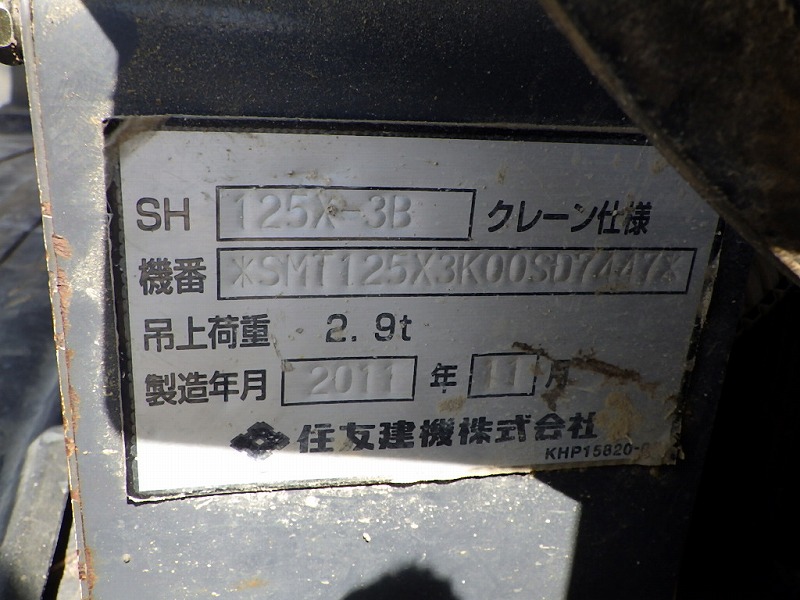 SH 125X-3B クレーン仕様
機番 *SMT125X3K00SD7447*
吊上荷重 2.9t
製造年月 2011 年 11 月
住友建機株式会社
KHP15820-